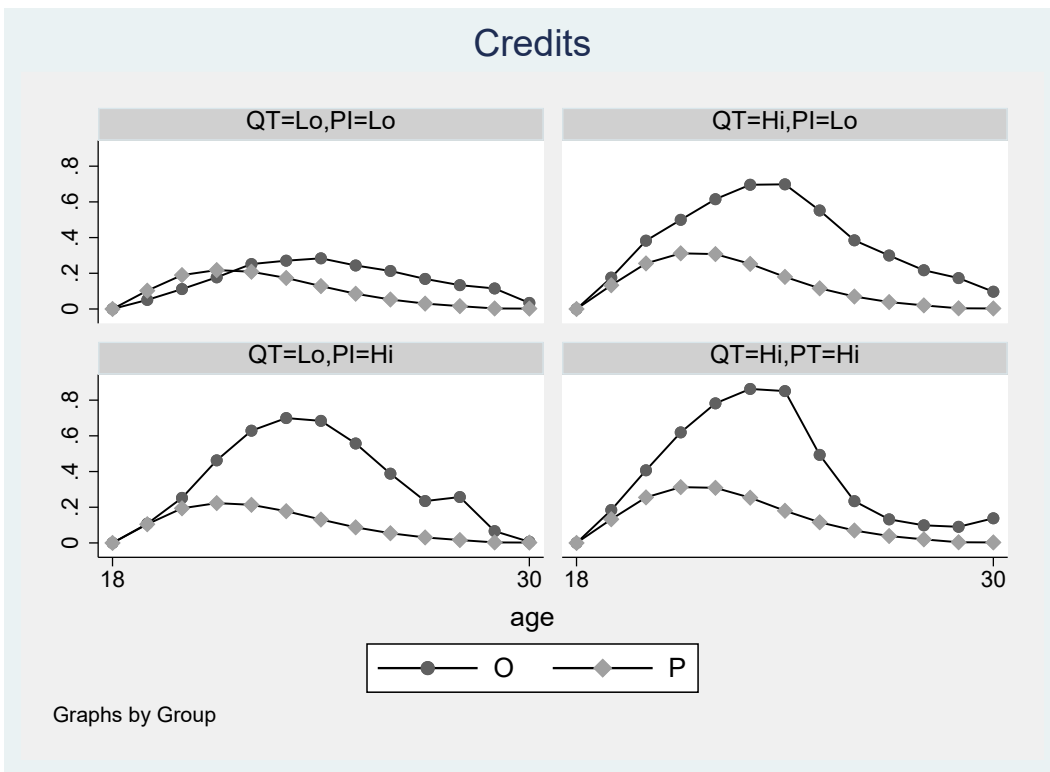 Credits
QT=Lo,PI=Lo
QT=Hi,PI=Lo
.8
.6
.4
.2
0
QT=Lo,PI=Hi
QT=Hi,PT=Hi
.8
.6
.4
.2
0
18
30
18
30
age
O
P
Graphs by Group